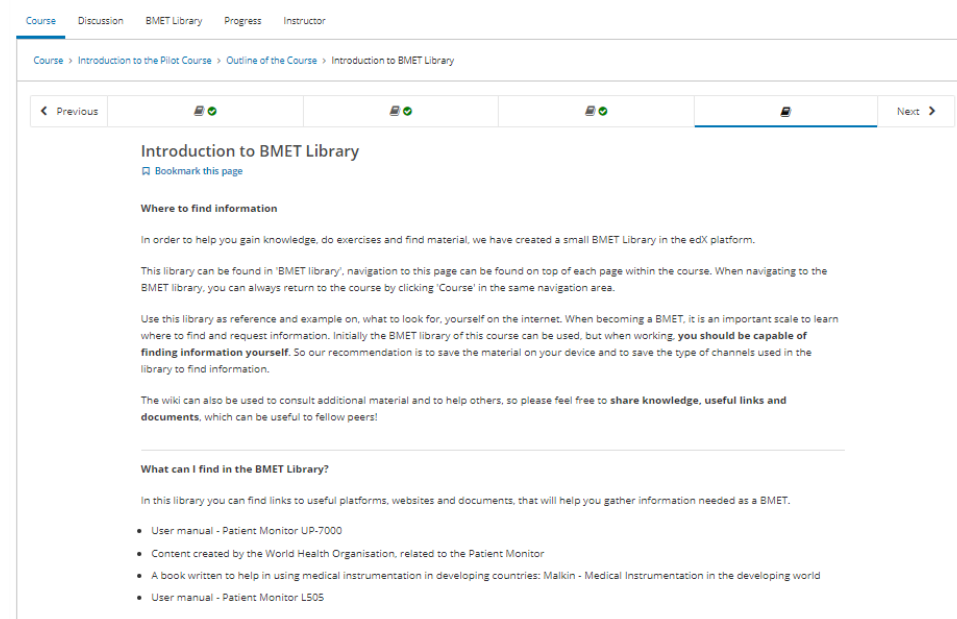 Course Discussion BMET Library Progress Instructor
Course > Introduction to the Pilot Course > Outline of the Course > Introduction to BMET Library
Previous Next
Introduction to BMET Library
Bookmark this page
Where to find information
In order to help you gain knowledge, do exercises and find material, we have created a small BMET Library in the edX platform.
This library can be found in 'BMET library', navigation to this page can be found on top of each page within the course. When navigating to the
BMET library, you can always return to the course by clicking 'Course' in the same navigation area.
Use this library as reference and example on, what to look for, yourself on the internet. When becoming a BMET, it is an important scale to learn
where to find and request information. Initially the BMET library of this course can be used, but when working, you should be capable of
finding information yourself. So our recommendation is to save the material on your device and to save the type of channels used in the
library to find information.
The wiki can also be used to consult additional material and to help others, so please feel free to share knowledge, useful links and
documents, which can be useful to fellow peers!
What can I find in the BMET Library?
In this library you can find links to useful platforms, websites and documents, that will help you gather information needed as a BMET.
• User manual - Patient Monitor UP-7000
• Content created by the World Health Organisation, related to the Patient Monitor
• A book written to help in using medical instrumentation in developing countries: Malkin - Medical Instrumentation in the developing world
• User manual - Patient Monitor L505